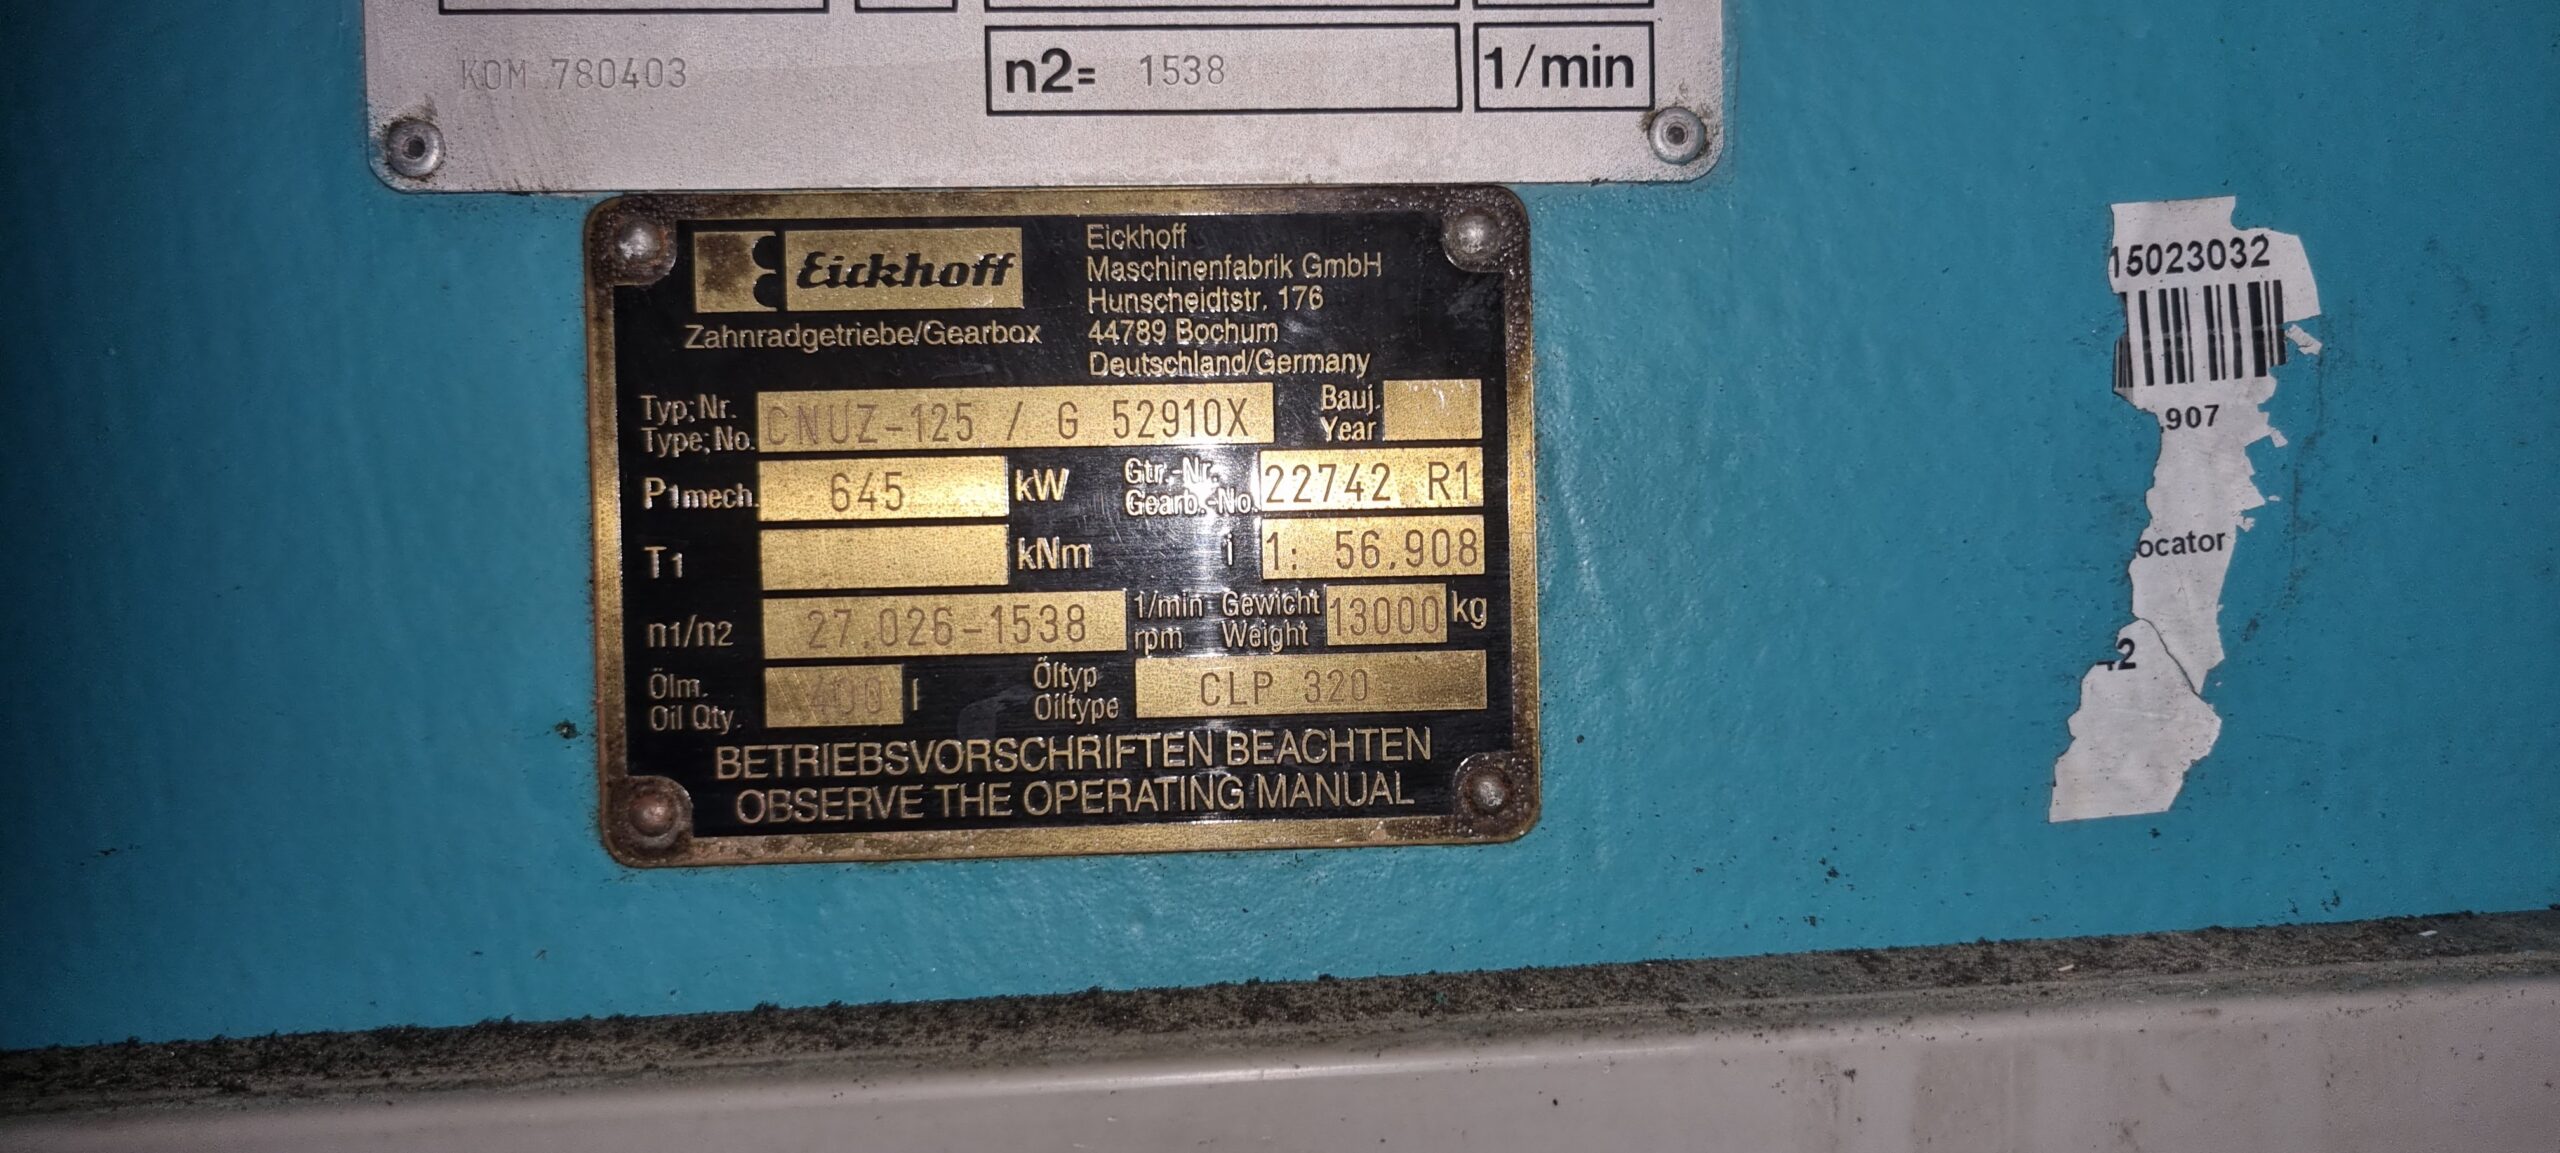 KOM 780403
n2= 1538 1/min
Eickhoff
Zahnradgetriebe/Gearbox
Eickhoff
Maschinenfabrik GmbH
Hunscheidtstr. 176
44789 Bochum
Deutschland/Germany
Typ;Nr.
Type;No.
CNUZ-125 / G 52910X
Bauj.
Year
P1mech. 645 kW
Gtr.-Nr.
Gearb.-No.
22742 R1
T1 kNm
i 1: 56.908
n1/n2 27.026-1538
1/min
rpm
Gewicht
Weight
13000 kg
Ölm.
Oil Qty.
400 l
Öltyp
Oiltype
CLP 320
BETRIEBSVORSCHRIFTEN BEACHTEN
OBSERVE THE OPERATING MANUAL
15023032
.907
ocator
2